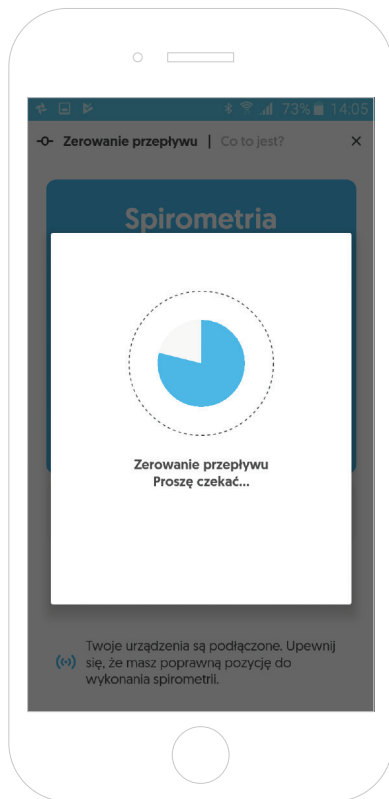 73% 14:05
Zerowanie przepływu | Co to jest?
Spirometria
Zerowanie przepływu
Proszę czekać...
Twoje urządzenia są podłączone. Upewnij
się, że masz poprawną pozycję do
wykonania spirometrii.